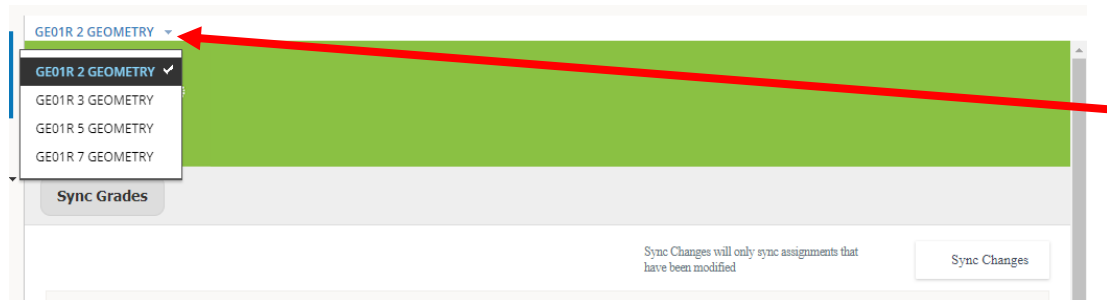 GE01R 2 GEOMETRY
GE01R 2 GEOMETRY
GE01R 3 GEOMETRY
GE01R 5 GEOMETRY
GE01R 7 GEOMETRY
Sync Grades
Sync Changes will only sync assignments that
have been modified
Sync Changes